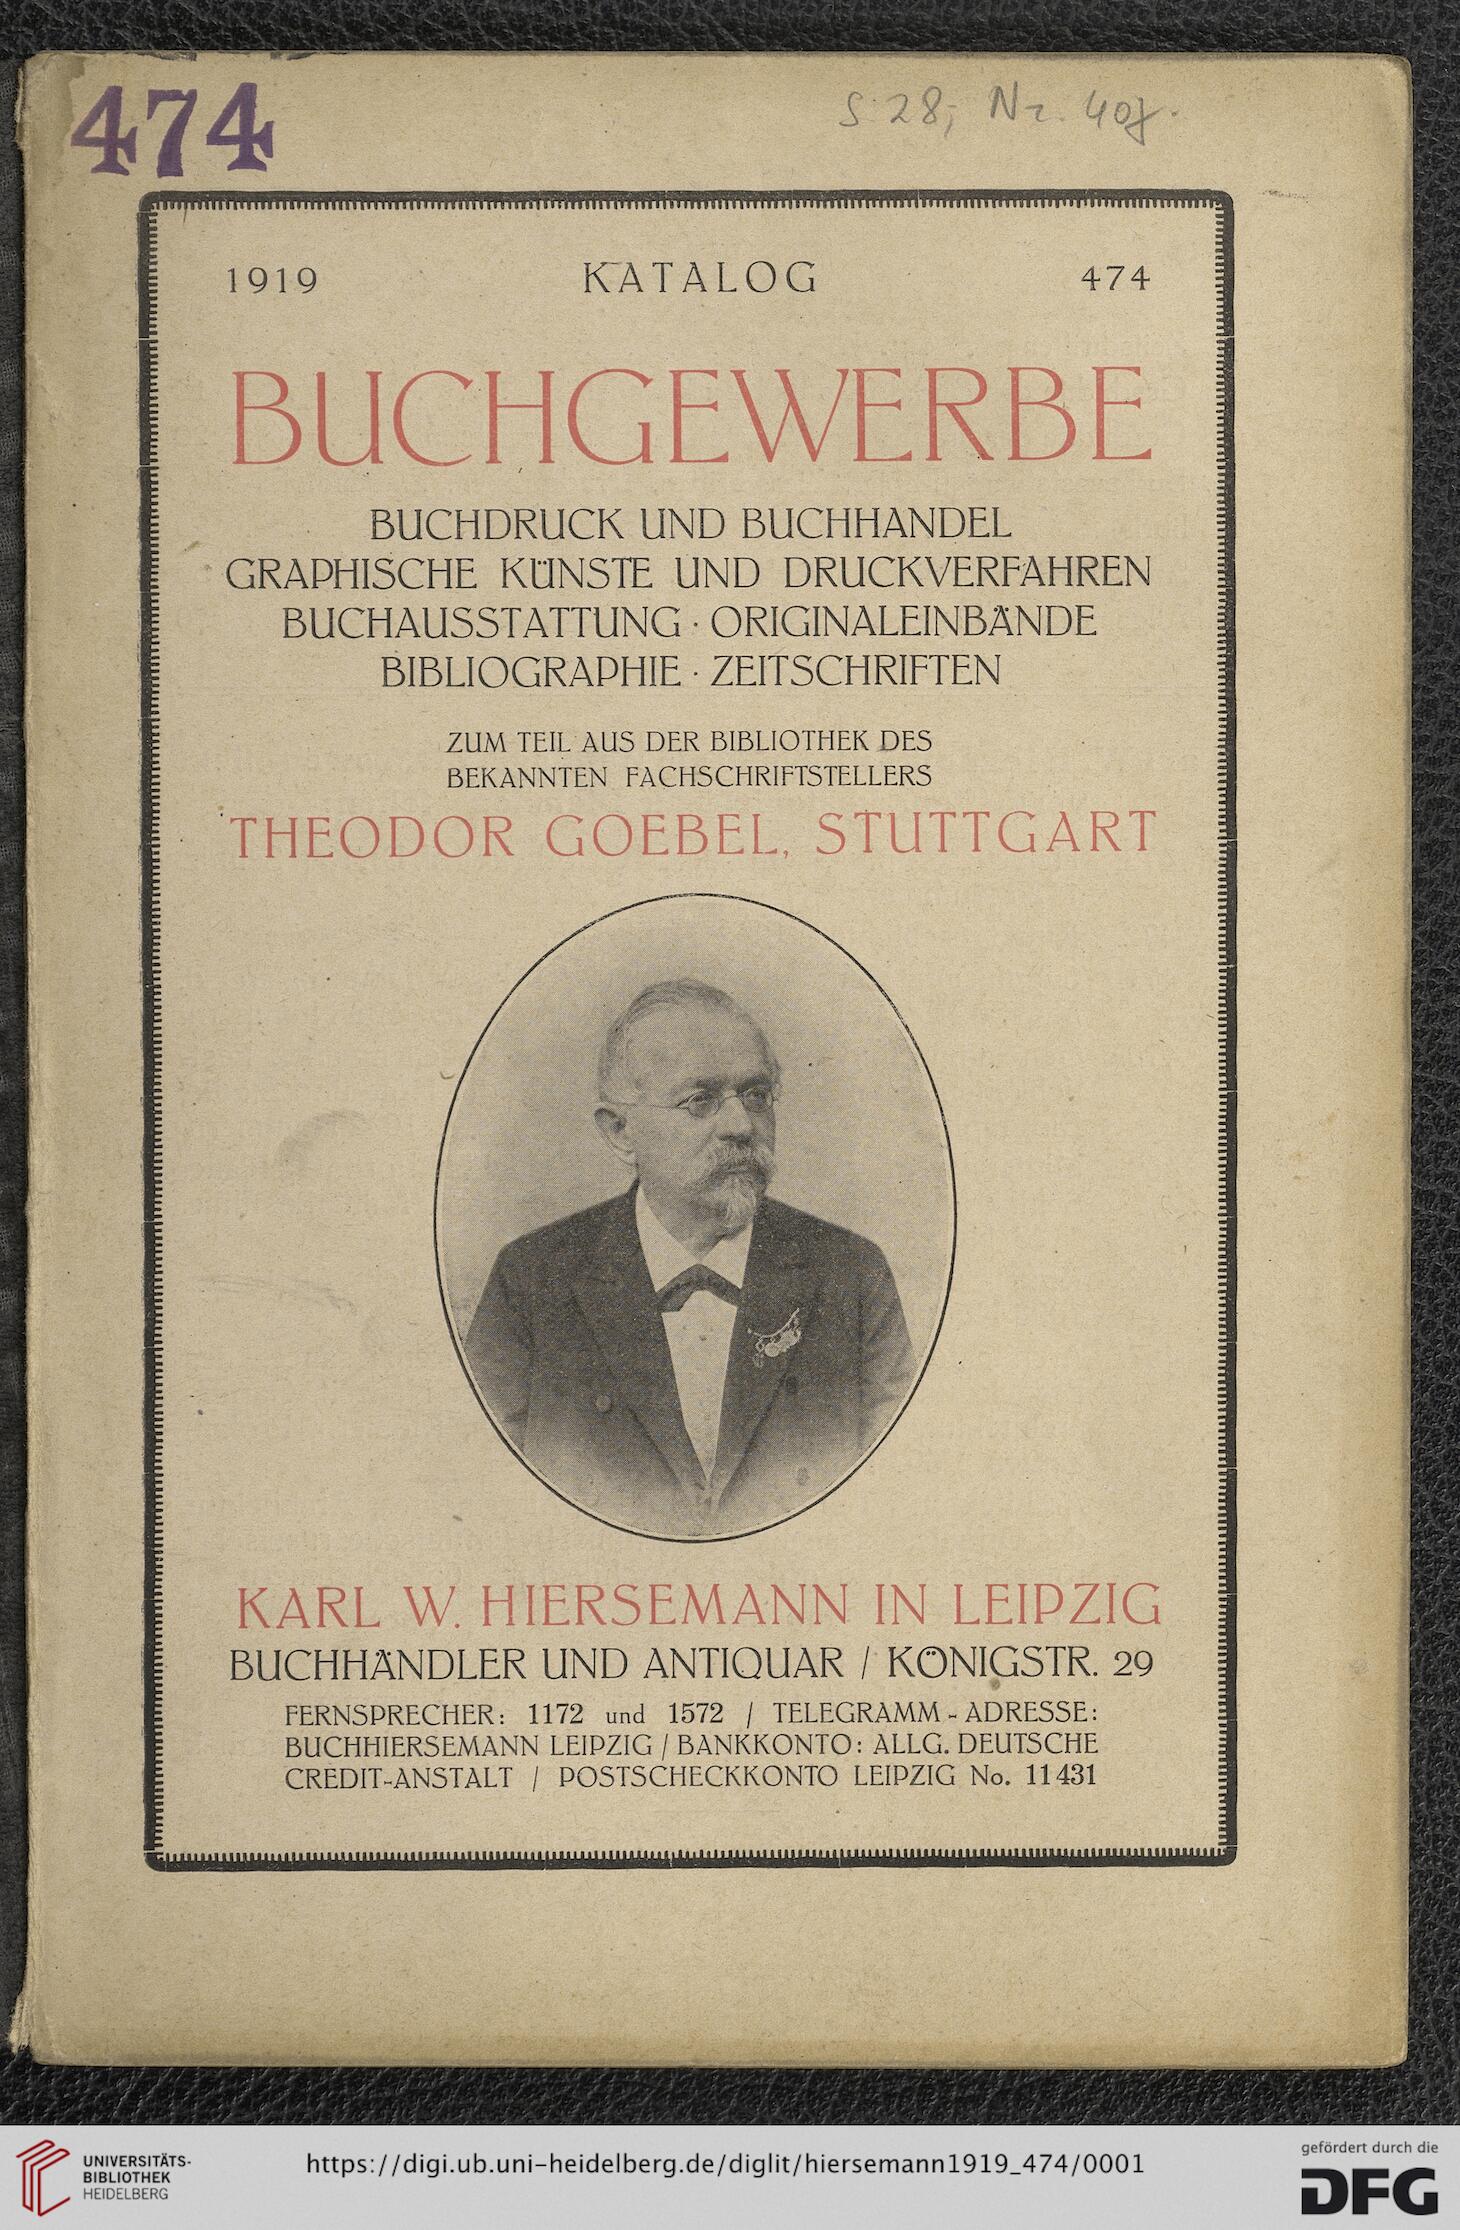 474
S. 28; Nr. 407.
1919 KATALOG 474
BUCHGEWERBE
BUCHDRUCK UND BUCHHANDEL
GRAPHISCHE KÜNSTE UND DRUCKVERFAHREN
BUCHAUSSTATTUNG · ORIGINALEINBÄNDE
BIBLIOGRAPHIE · ZEITSCHRIFTEN
ZUM TEIL AUS DER BIBLIOTHEK DES
BEKANNTEN FACHSCHRIFTSTELLERS
THEODOR GOEBEL, STUTTGART
KARL W. HIERSEMANN IN LEIPZIG
BUCHHÄNDLER UND ANTIQUAR / KÖNIGSTR. 29
FERNSPRECHER: 1172 und 1572 / TELEGRAMM-ADRESSE:
BUCHHIERSEMANN LEIPZIG / BANKKONTO: ALLG. DEUTSCHE
CREDIT-ANSTALT / POSTSCHECKKONTO LEIPZIG No. 11431
UNIVERSITÄTS-
BIBLIOTHEK
HEIDELBERG
https://digi.ub.uni-heidelberg.de/diglit/hiersemann1919_474/0001
gefördert durch die
DFG